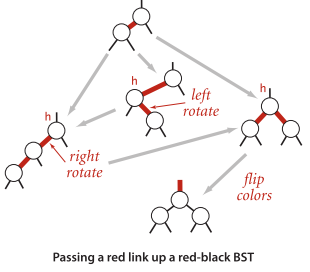 h
h
left
rotate
h
right
rotate
flip
colors
Passing a red link up a red-black BST